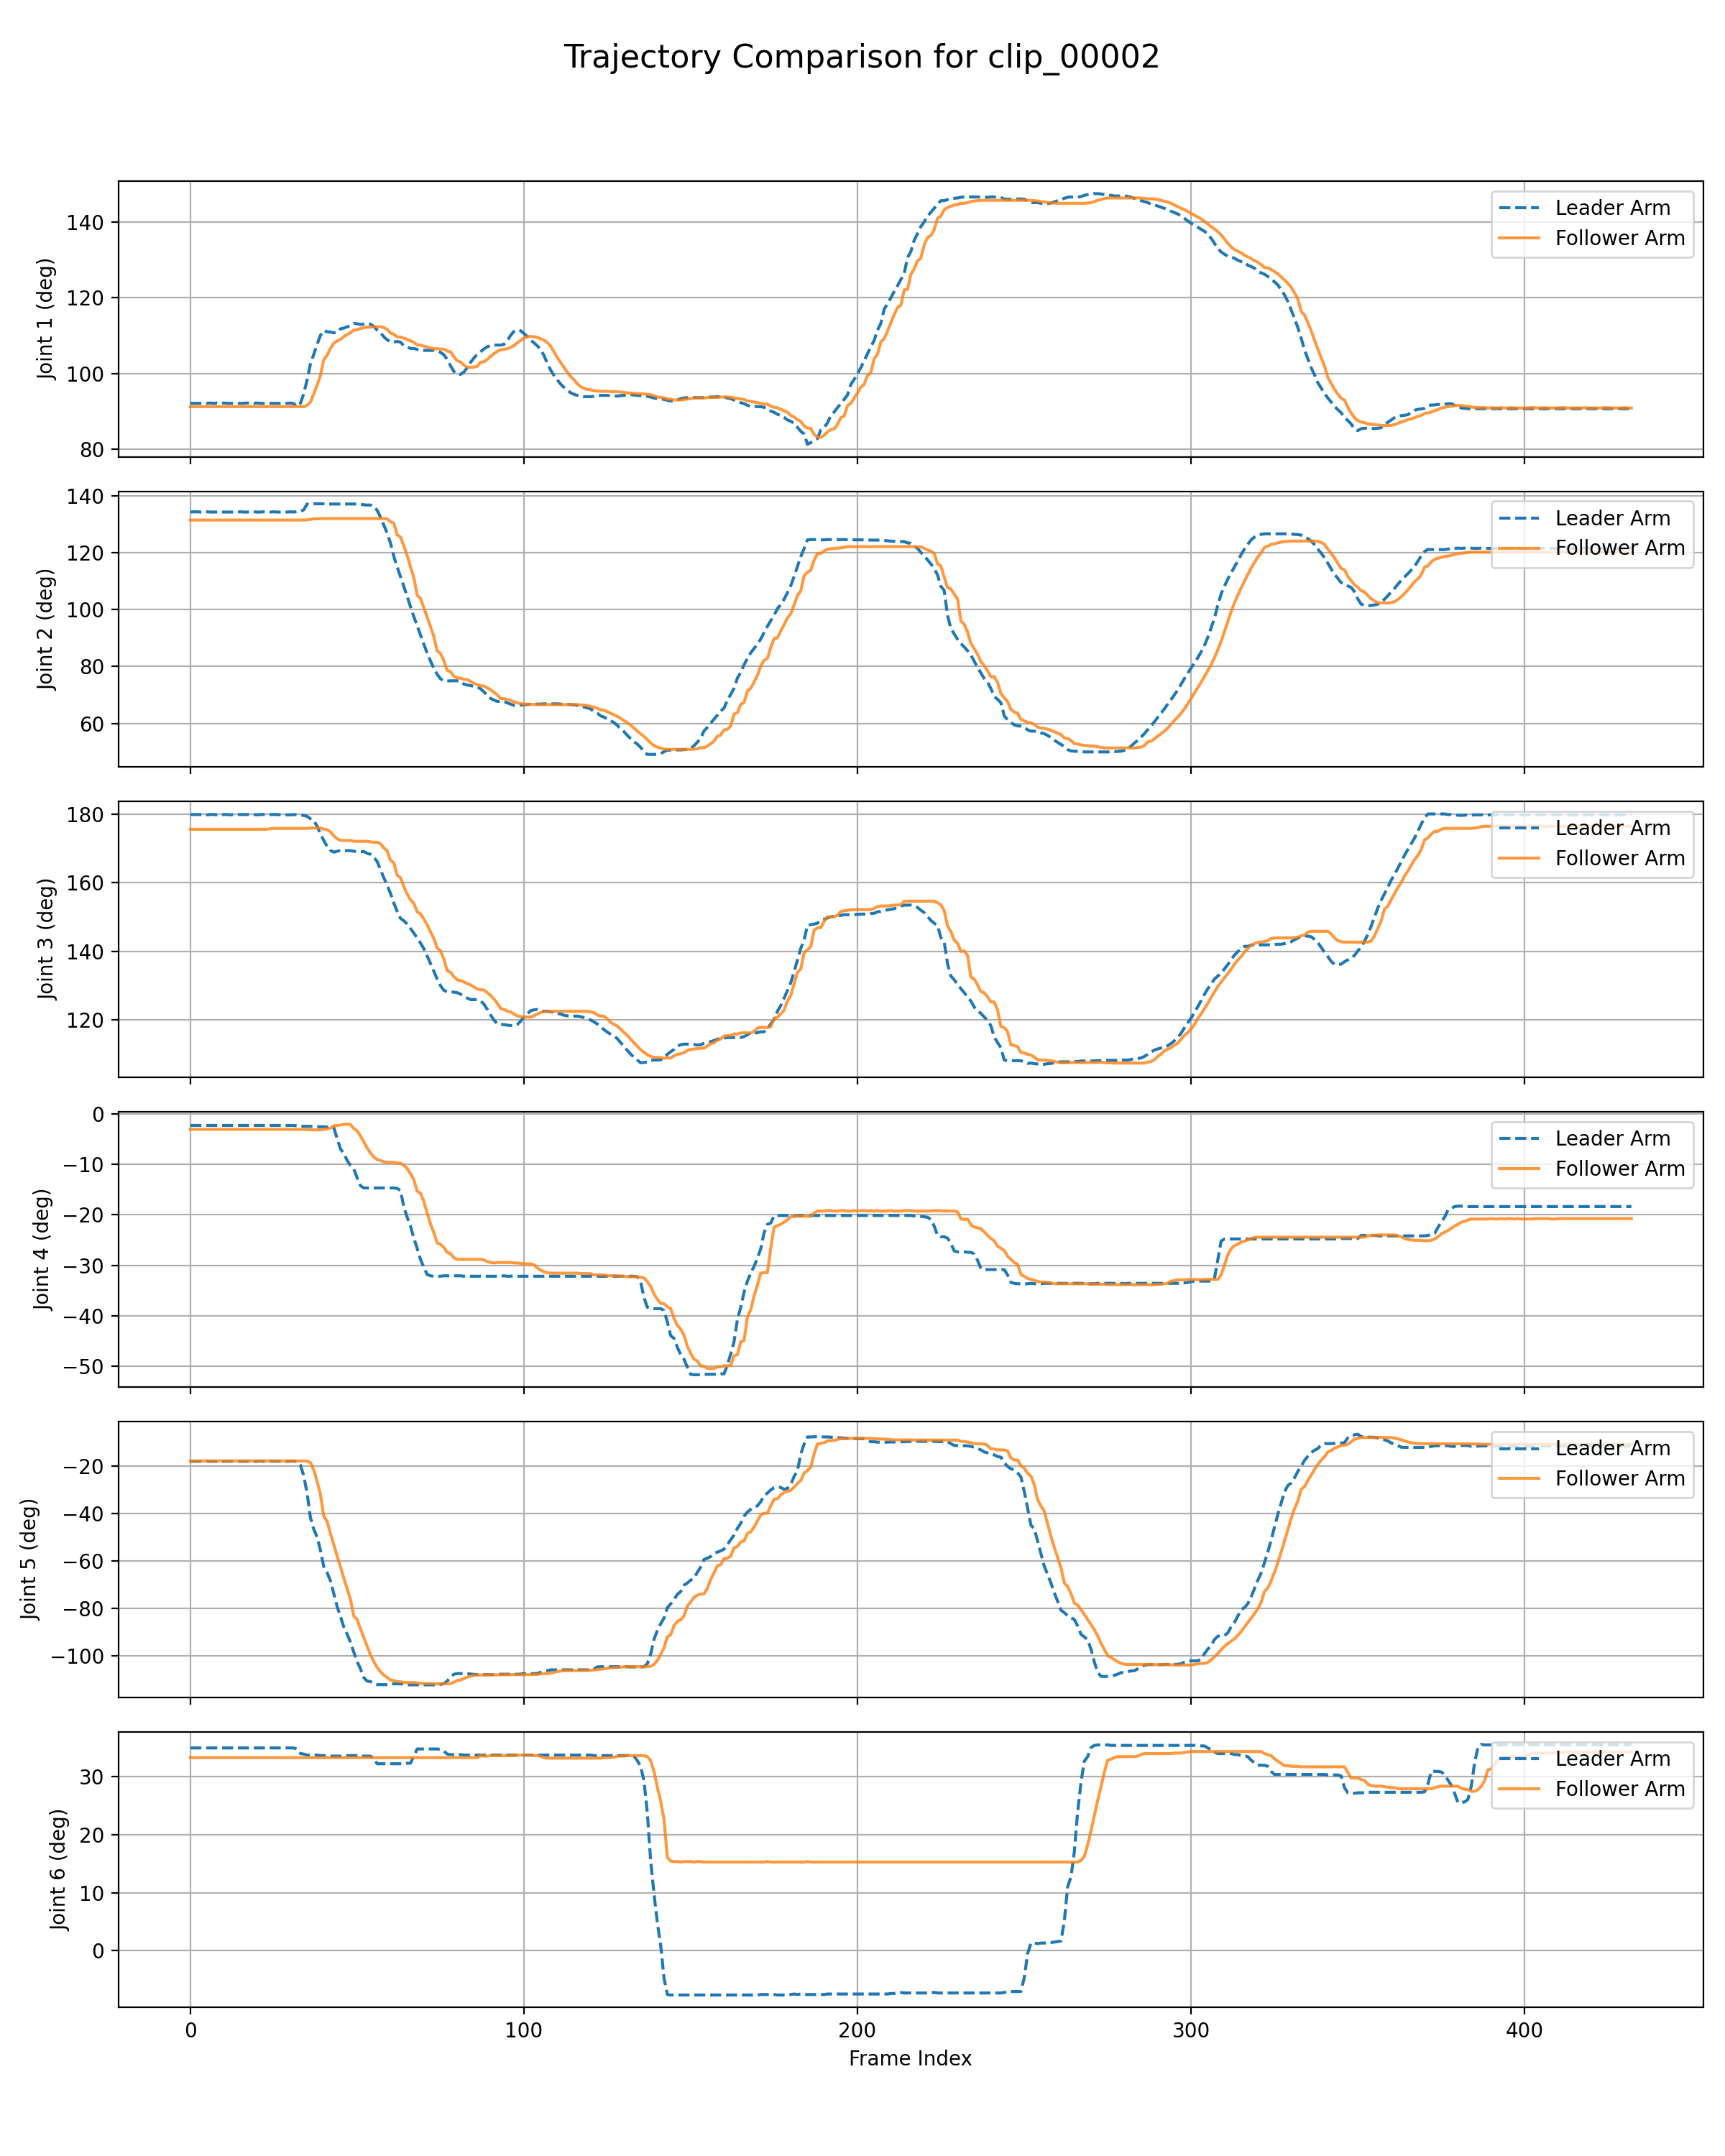 Trajectory Comparison for clip_00002
140
120
100
80
Joint 1 (deg)
Leader Arm
Follower Arm
140
120
100
80
60
Joint 2 (deg)
Leader Arm
Follower Arm
180
160
140
120
Joint 3 (deg)
Leader Arm
Follower Arm
0
−10
−20
−30
−40
−50
Joint 4 (deg)
Leader Arm
Follower Arm
−20
−40
−60
−80
−100
Joint 5 (deg)
Leader Arm
Follower Arm
30
20
10
0
Joint 6 (deg)
Leader Arm
Follower Arm
0 100 200 300 400
Frame Index